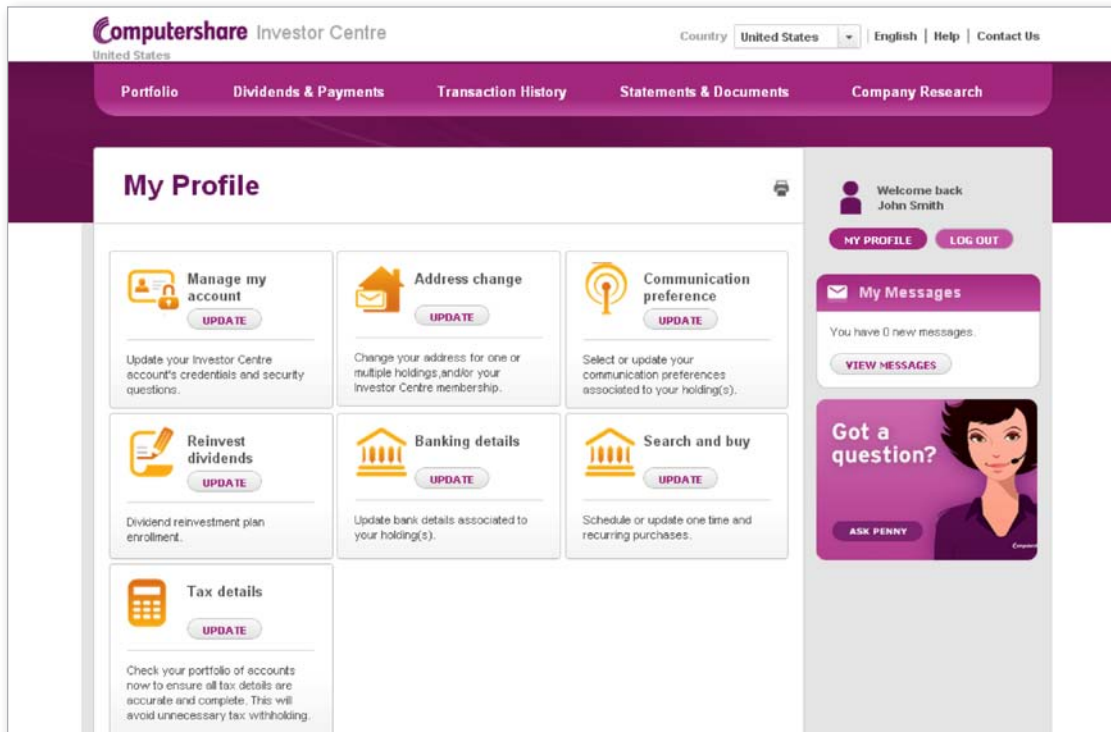 Computershare Investor Centre
United States
Country United States | English | Help | Contact Us
Portfolio Dividends & Payments Transaction History Statements & Documents Company Research
My Profile
Manage my
account
UPDATE
Update your Investor Centre
account's credentials and security
questions.
Address change
UPDATE
Change your address for one or
multiple holdings,and/or your
Investor Centre membership.
Communication
preference
UPDATE
Select or update your
communication preferences
associated to your holding(s).
Reinvest
dividends
UPDATE
Dividend reinvestment plan
enrollment.
Banking details
UPDATE
Update bank details associated to
your holding(s).
Search and buy
UPDATE
Schedule or update one time and
recurring purchases.
Tax details
UPDATE
Check your portfolio of accounts
now to ensure all tax details are
accurate and complete. This will
avoid unnecessary tax withholding.
Welcome back
John Smith
MY PROFILE LOG OUT
My Messages
You have 0 new messages.
VIEW MESSAGES
Got a
question?
ASK PENNY